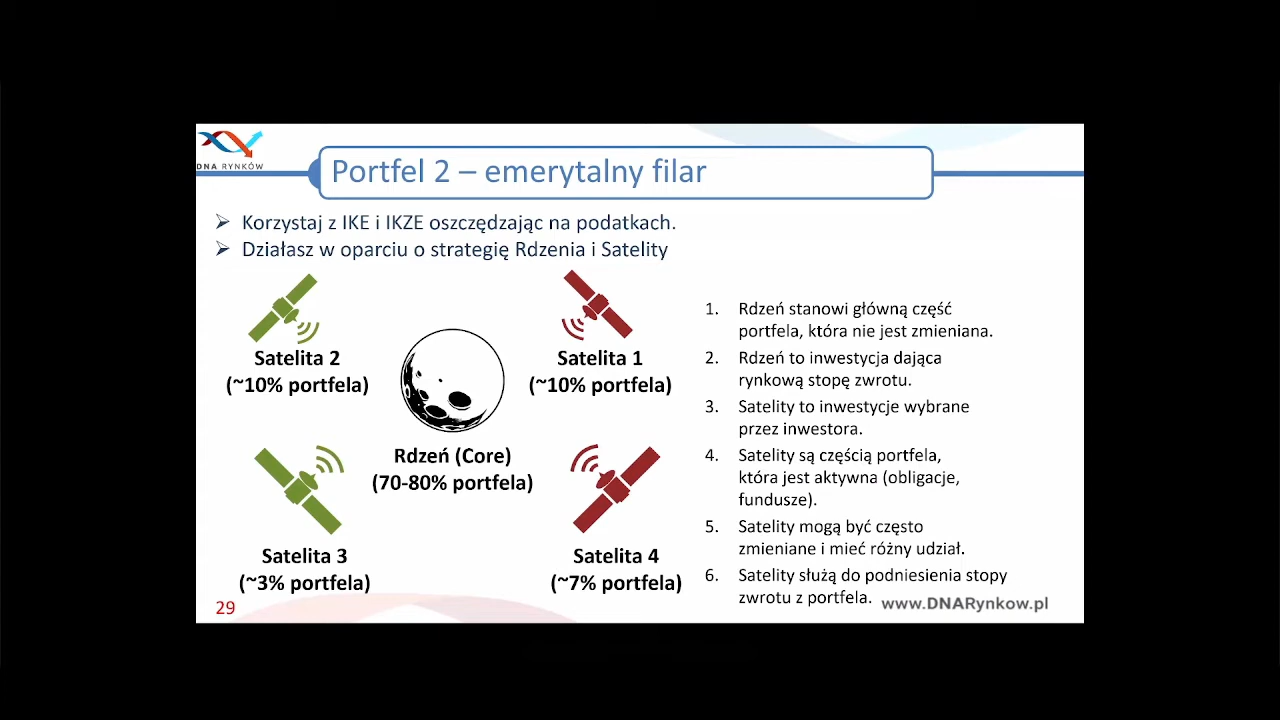 DNA RYNKÓW
Portfel 2 – emerytalny filar
➢ Korzystaj z IKE i IKZE oszczędzając na podatkach.
➢ Działasz w oparciu o strategię Rdzenia i Satelity
Satelita 2
(~10% portfela)
Satelita 1
(~10% portfela)
Rdzeń (Core)
(70-80% portfela)
Satelita 3
(~3% portfela)
Satelita 4
(~7% portfela)
1. Rdzeń stanowi główną część
portfela, która nie jest zmieniana.
2. Rdzeń to inwestycja dająca
rynkową stopę zwrotu.
3. Satelity to inwestycje wybrane
przez inwestora.
4. Satelity są częścią portfela,
która jest aktywna (obligacje,
fundusze).
5. Satelity mogą być często
zmieniane i mieć różny udział.
6. Satelity służą do podniesienia stopy
zwrotu z portfela.
29
www.DNARynkow.pl